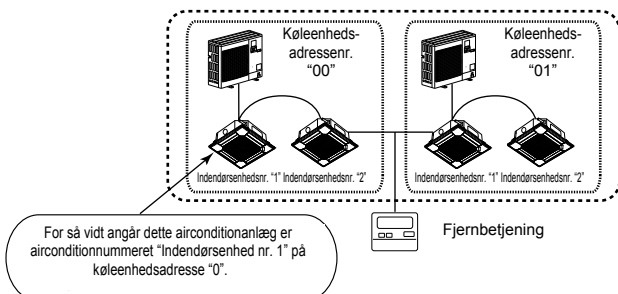 Køleenheds-
adressenr.
“00”
Køleenheds-
adressenr.
“01”
Indendørsenhedsnr. “1” Indendørsenhedsnr. “2”
Indendørsenhedsnr. “1” Indendørsenhedsnr. “2”
Fjernbetjening
For så vidt angår dette airconditionanlæg er
airconditionnummeret “Indendørsenhed nr. 1” på
køleenhedsadresse “0”.